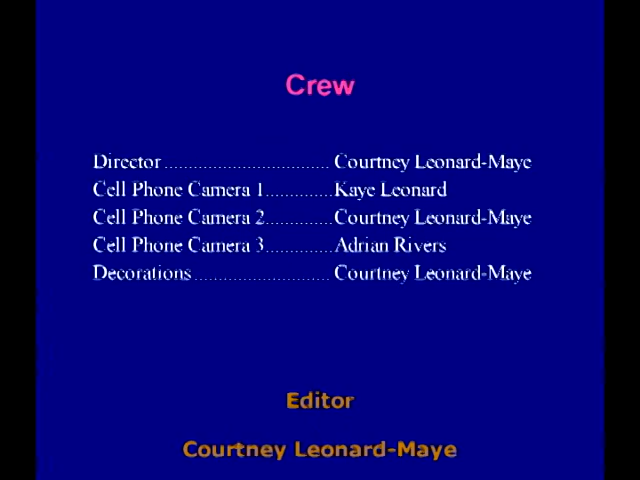 Crew
Director ................................ Courtney Leonard-Maye
Cell Phone Camera 1.............Kaye Leonard
Cell Phone Camera 2.............Courtney Leonard-Maye
Cell Phone Camera 3.............Adrian Rivers
Decorations .......................... Courtney Leonard-Maye
Editor
Courtney Leonard-Maye